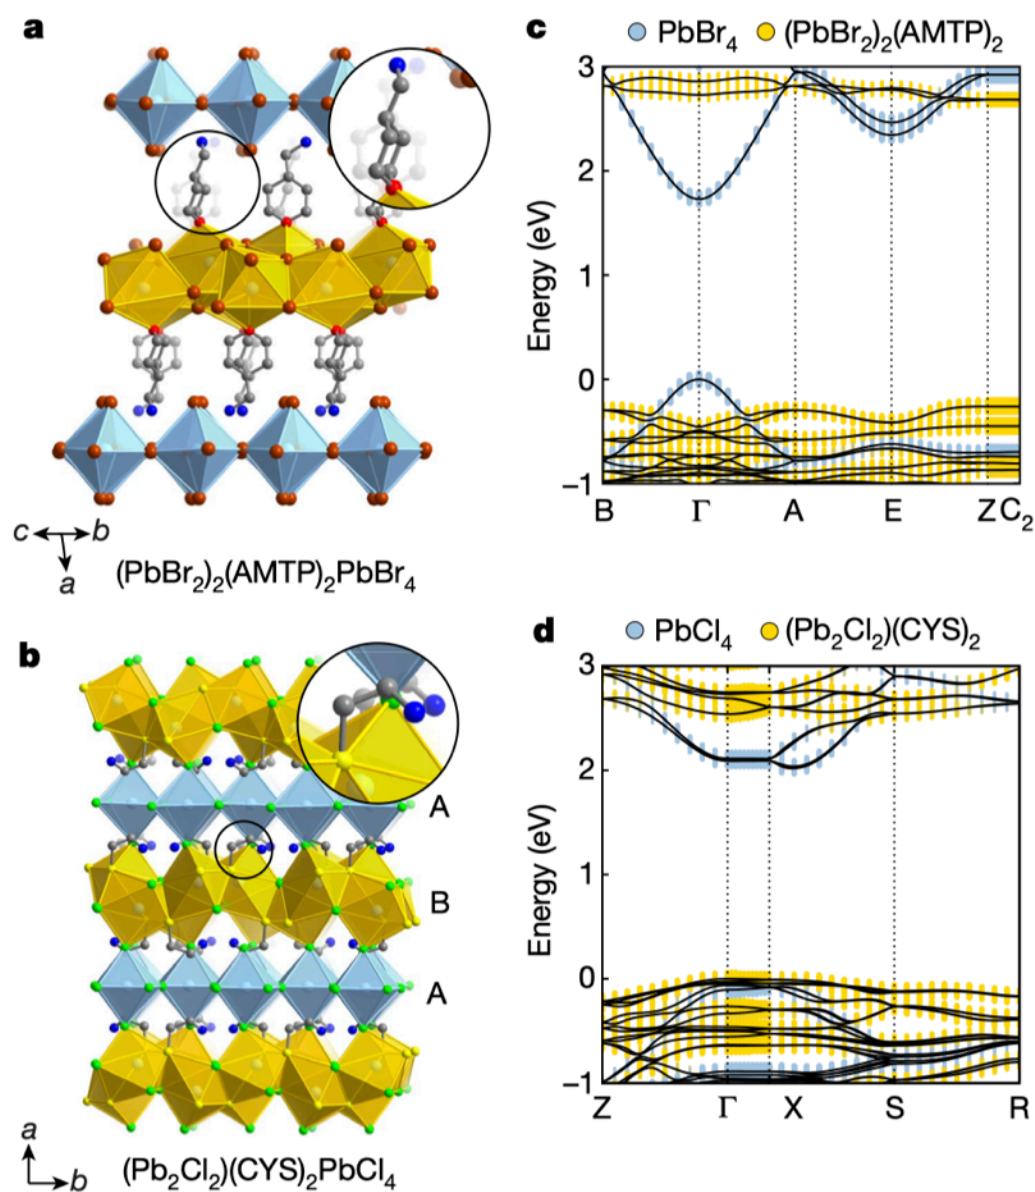 a
c
b
a
(PbBr₂)₂(AMTP)₂PbBr₄
b
A
B
A
a
b
(Pb₂Cl₂)(CYS)₂PbCl₄
c
PbBr₄ (PbBr₂)₂(AMTP)₂
Energy (eV)
3
2
1
0
−1
B Γ A E Z C₂
d
PbCl₄ (Pb₂Cl₂)(CYS)₂
Energy (eV)
3
2
1
0
−1
Z Γ X S R